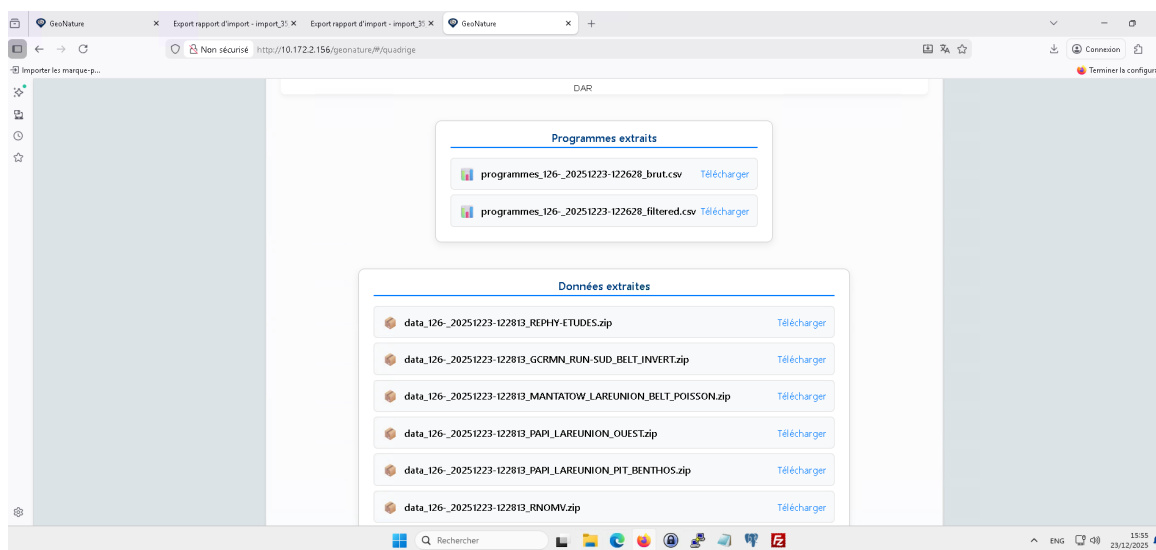 GeoNature
Export rapport d'import - import_35
Export rapport d'import - import_35
GeoNature
Non sécurisé
http://10.172.2.156/geonature/#/quadrige
Connexion
Importer les marque-p...
Terminer la configura
DAR
Programmes extraits
programmes_126-_20251223-122628_brut.csv Télécharger
programmes_126-_20251223-122628_filtered.csv Télécharger
Données extraites
data_126-_20251223-122813_REPHY-ETUDES.zip Télécharger
data_126-_20251223-122813_GCRMN_RUN-SUD_BELT_INVERT.zip Télécharger
data_126-_20251223-122813_MANTATOW_LAREUNION_BELT_POISSON.zip Télécharger
data_126-_20251223-122813_PAPI_LAREUNION_OUEST.zip Télécharger
data_126-_20251223-122813_PAPI_LAREUNION_PIT_BENTHOS.zip Télécharger
data_126-_20251223-122813_RNOMV.zip Télécharger
Rechercher
ENG
15:55
23/12/2025